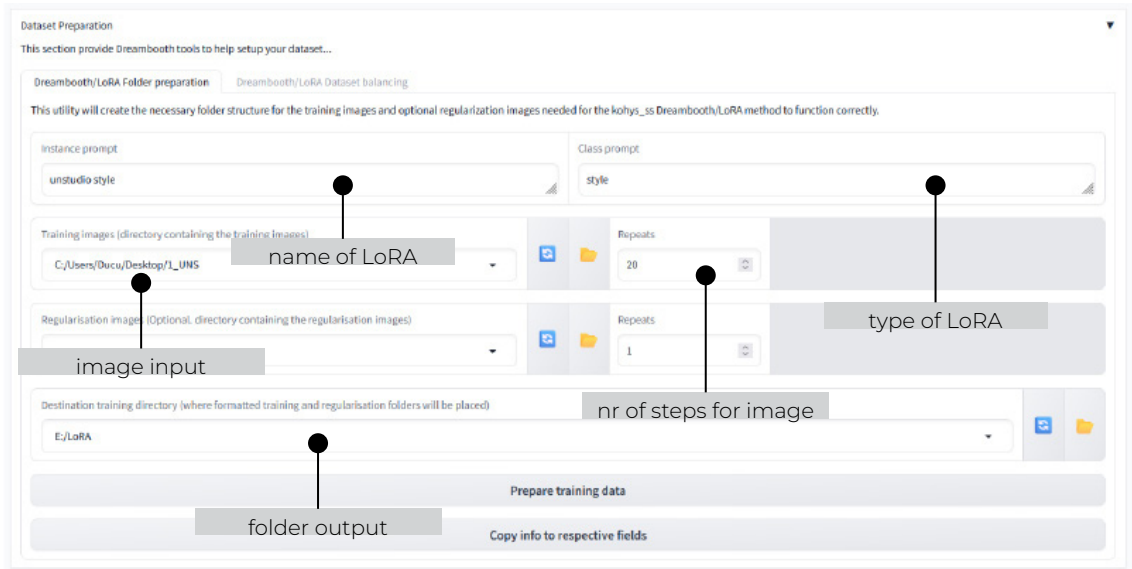 Dataset Preparation
This section provide Dreambooth tools to help setup your dataset...
Dreambooth/LoRA Folder preparation
Dreambooth/LoRA Dataset balancing
This utility will create the necessary folder structure for the training images and optional regularization images needed for the kohys_ss Dreambooth/LoRA method to function correctly.
Instance prompt
Class prompt
unstudio style
style
Training images (directory containing the training images)
Repeats
name of LoRA
C:/Users/Ducu/Desktop/1_UNS
20
Regularisation images (Optional. directory containing the regularisation images)
Repeats
type of LoRA
1
image input
Destination training directory (where formatted training and regularisation folders will be placed)
nr of steps for image
E:/LoRA
Prepare training data
folder output
Copy info to respective fields